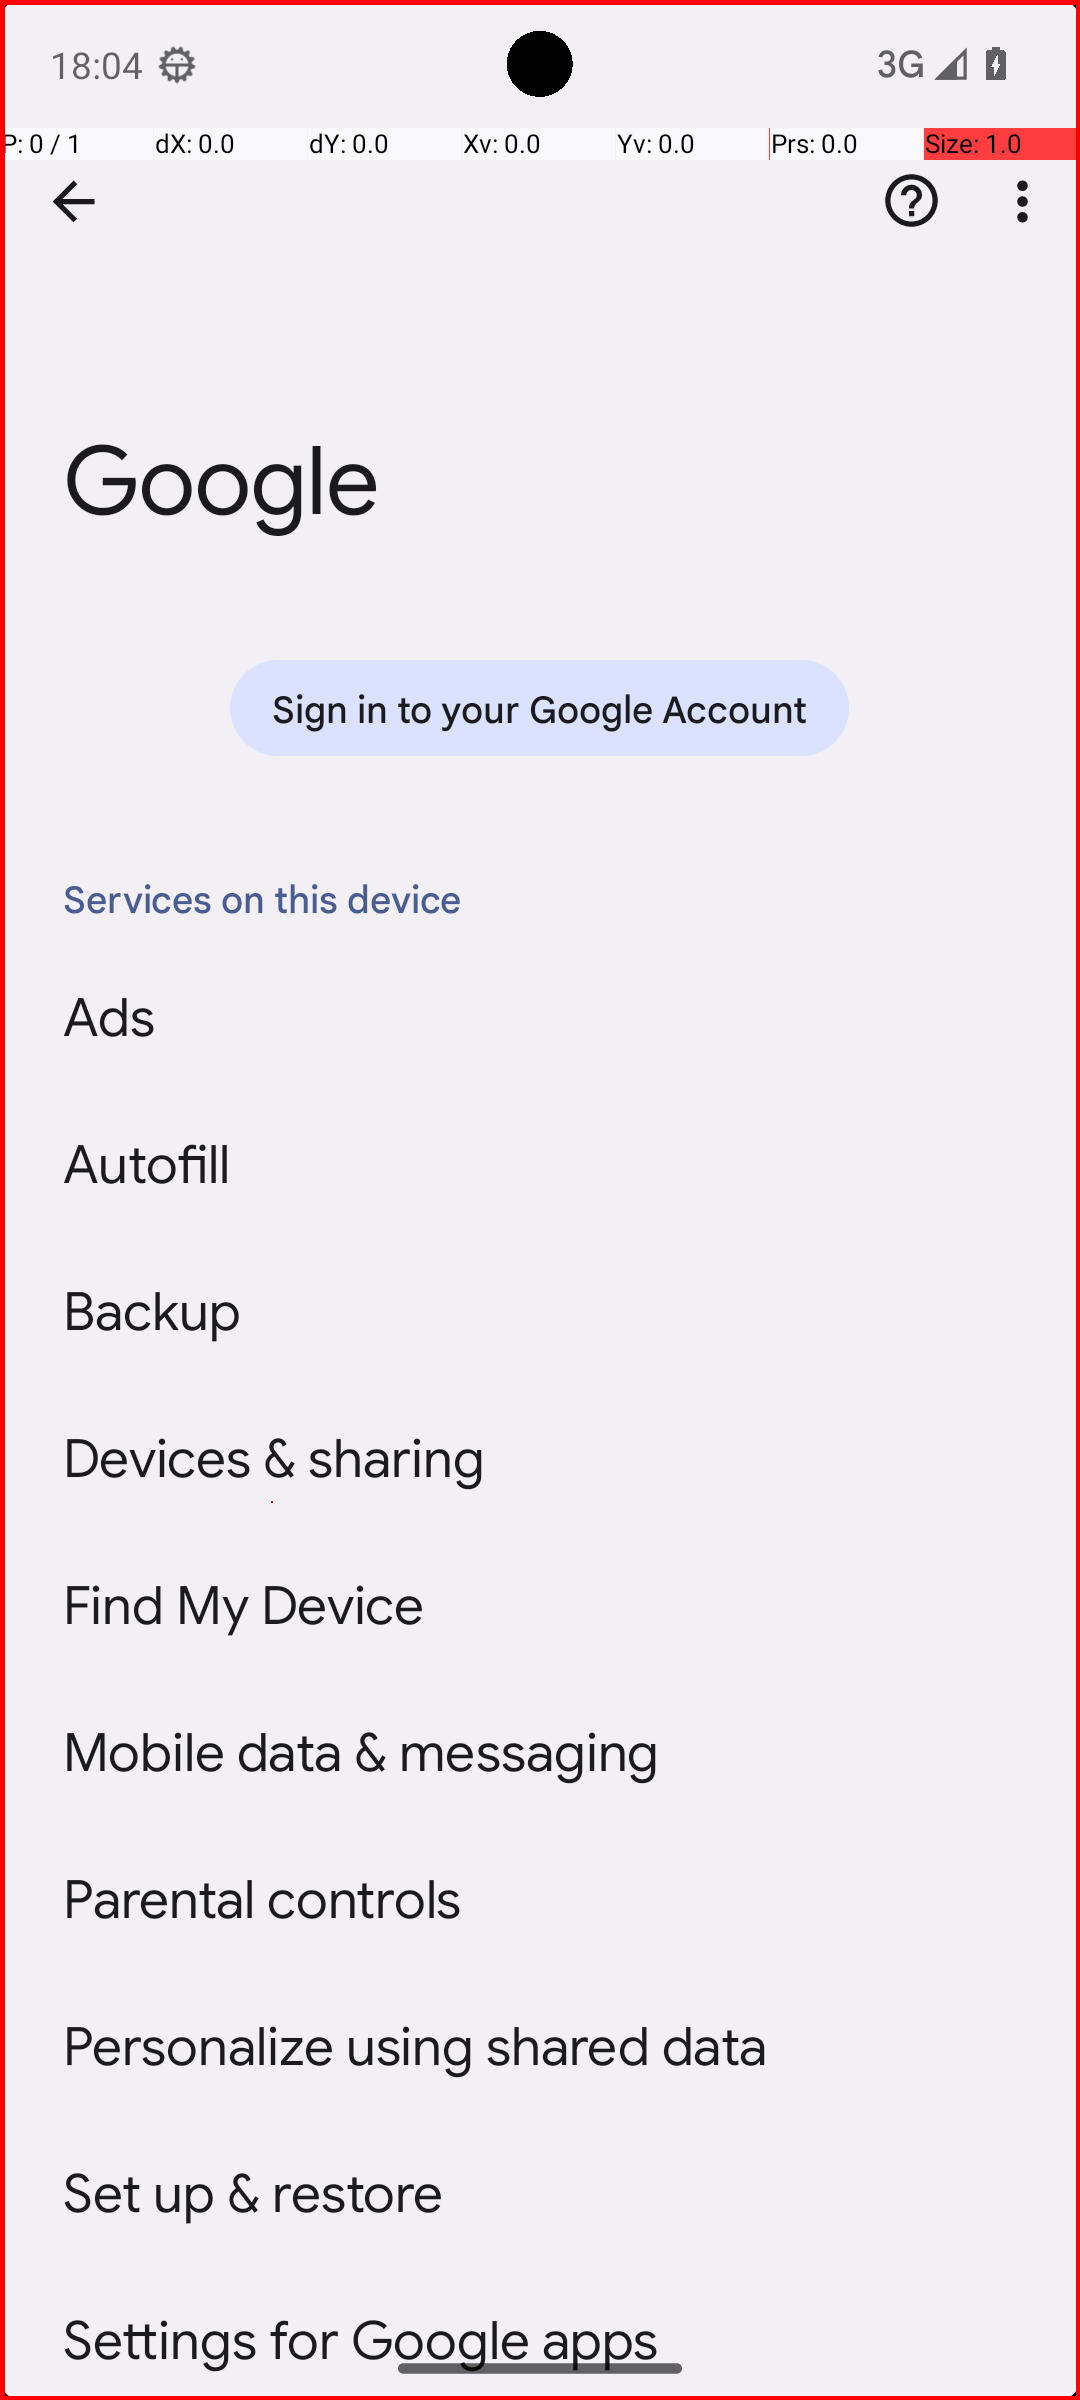 18:04
3G
P: 0 / 1
dX: 0.0
dY: 0.0
Xv: 0.0
Yv: 0.0
Prs: 0.0
Size: 1.0
Google
Sign in to your Google Account
Services on this device
Ads
Autofill
Backup
Devices & sharing
Find My Device
Mobile data & messaging
Parental controls
Personalize using shared data
Set up & restore
Settings for Google apps